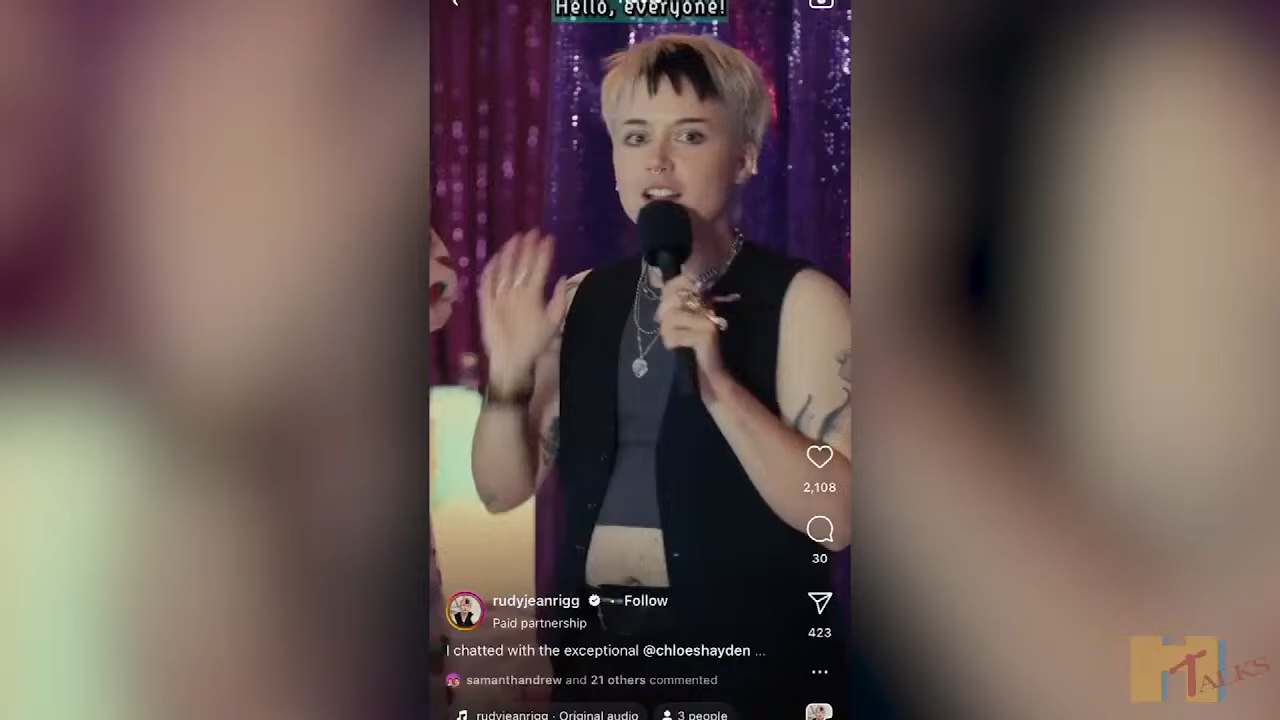 Hello, everyone!
2,108
30
rudyjeanrigg · Follow
Paid partnership
423
I chatted with the exceptional @chloeshayden ...
samanthandrew and 21 others commented
rudyjeanrigg · Original audio
3 people
H TALKS